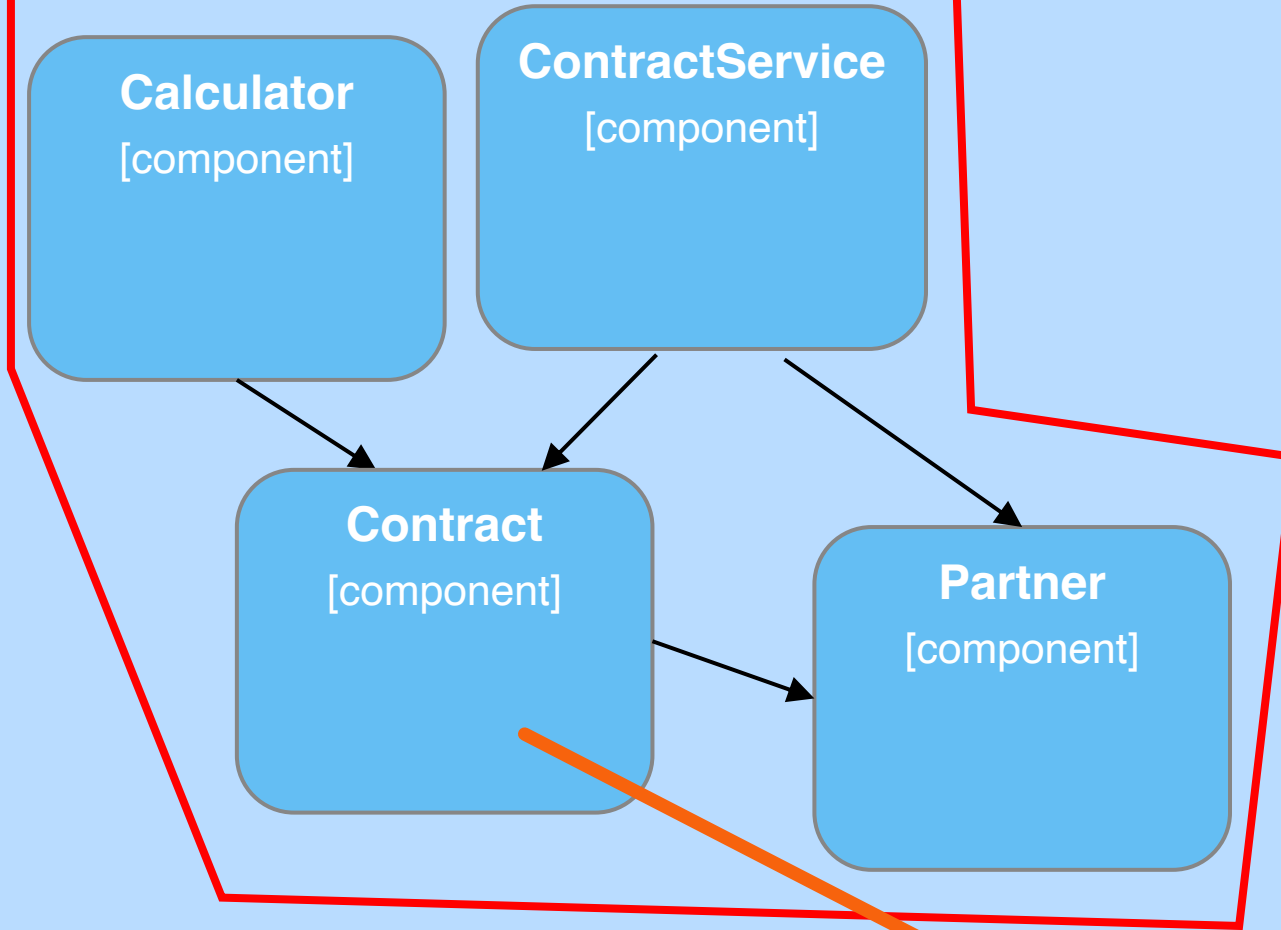 Calculator
[component]
ContractService
[component]
Contract
[component]
Partner
[component]